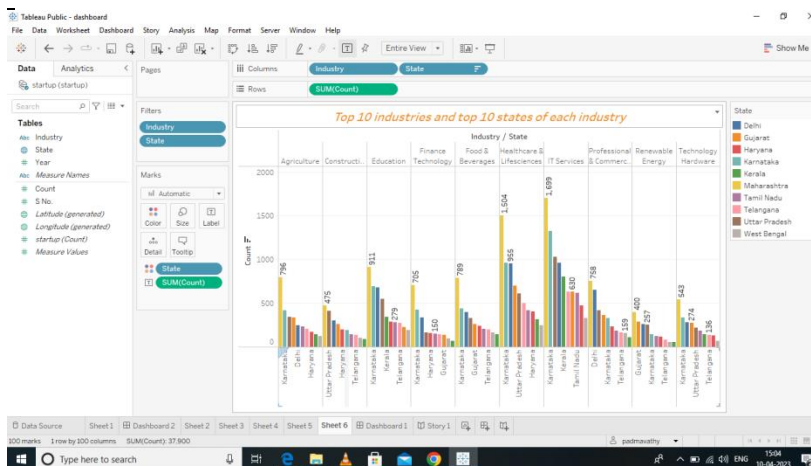 Tableau Public - dashboard
File Data Worksheet Dashboard Story Analysis Map Format Server Window Help
Entire View
Show Me
Data Analytics
startup (startup)
Search
Tables
Abc Industry
State
# Year
Abc Measure Names
# Count
# S No.
Latitude (generated)
Longitude (generated)
# startup (Count)
# Measure Values
Pages
Filters
Industry
State
Marks
Automatic
Color Size Label
Detail Tooltip
State
SUM(Count)
Columns Industry State
Rows SUM(Count)
Top 10 industries and top 10 states of each industry
Industry / State
Finance Food & Healthcare & Professional Renewable Technology
Agriculture Constructi.. Education Technology Beverages Lifesciences IT Services & Commerc.. Energy Hardware
Count
2000
1500
1000
500
0
796 475 911 279 705 150 789 1,504 955 1,699 630 758 159 400 257 543 274 136
Karnataka Delhi Haryana Telangana Uttar Pradesh Haryana Telangana Karnataka Kerala Telangana Karnataka Haryana Gujarat Karnataka Gujarat Telangana Karnataka Uttar Pradesh Haryana Karnataka Kerala Tamil Nadu Delhi Karnataka Telangana Gujarat Karnataka Telangana Karnataka Uttar Pradesh Telangana
State
Delhi
Gujarat
Haryana
Karnataka
Kerala
Maharashtra
Tamil Nadu
Telangana
Uttar Pradesh
West Bengal
Data Source Sheet 1 Dashboard 2 Sheet 2 Sheet 3 Sheet 4 Sheet 5 Sheet 6 Dashboard 1 Story 1
100 marks 1 row by 100 columns SUM(Count): 37,900
padmavathy
Type here to search
ENG
15:04
10-04-2023